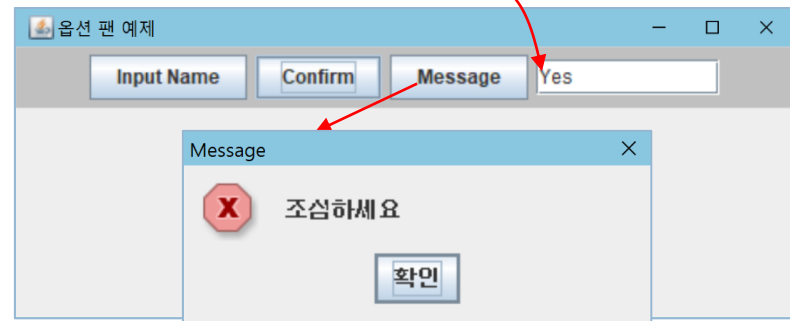 옵션 팬 예제
Input Name Confirm Message Yes
Message
조심하세요
확인